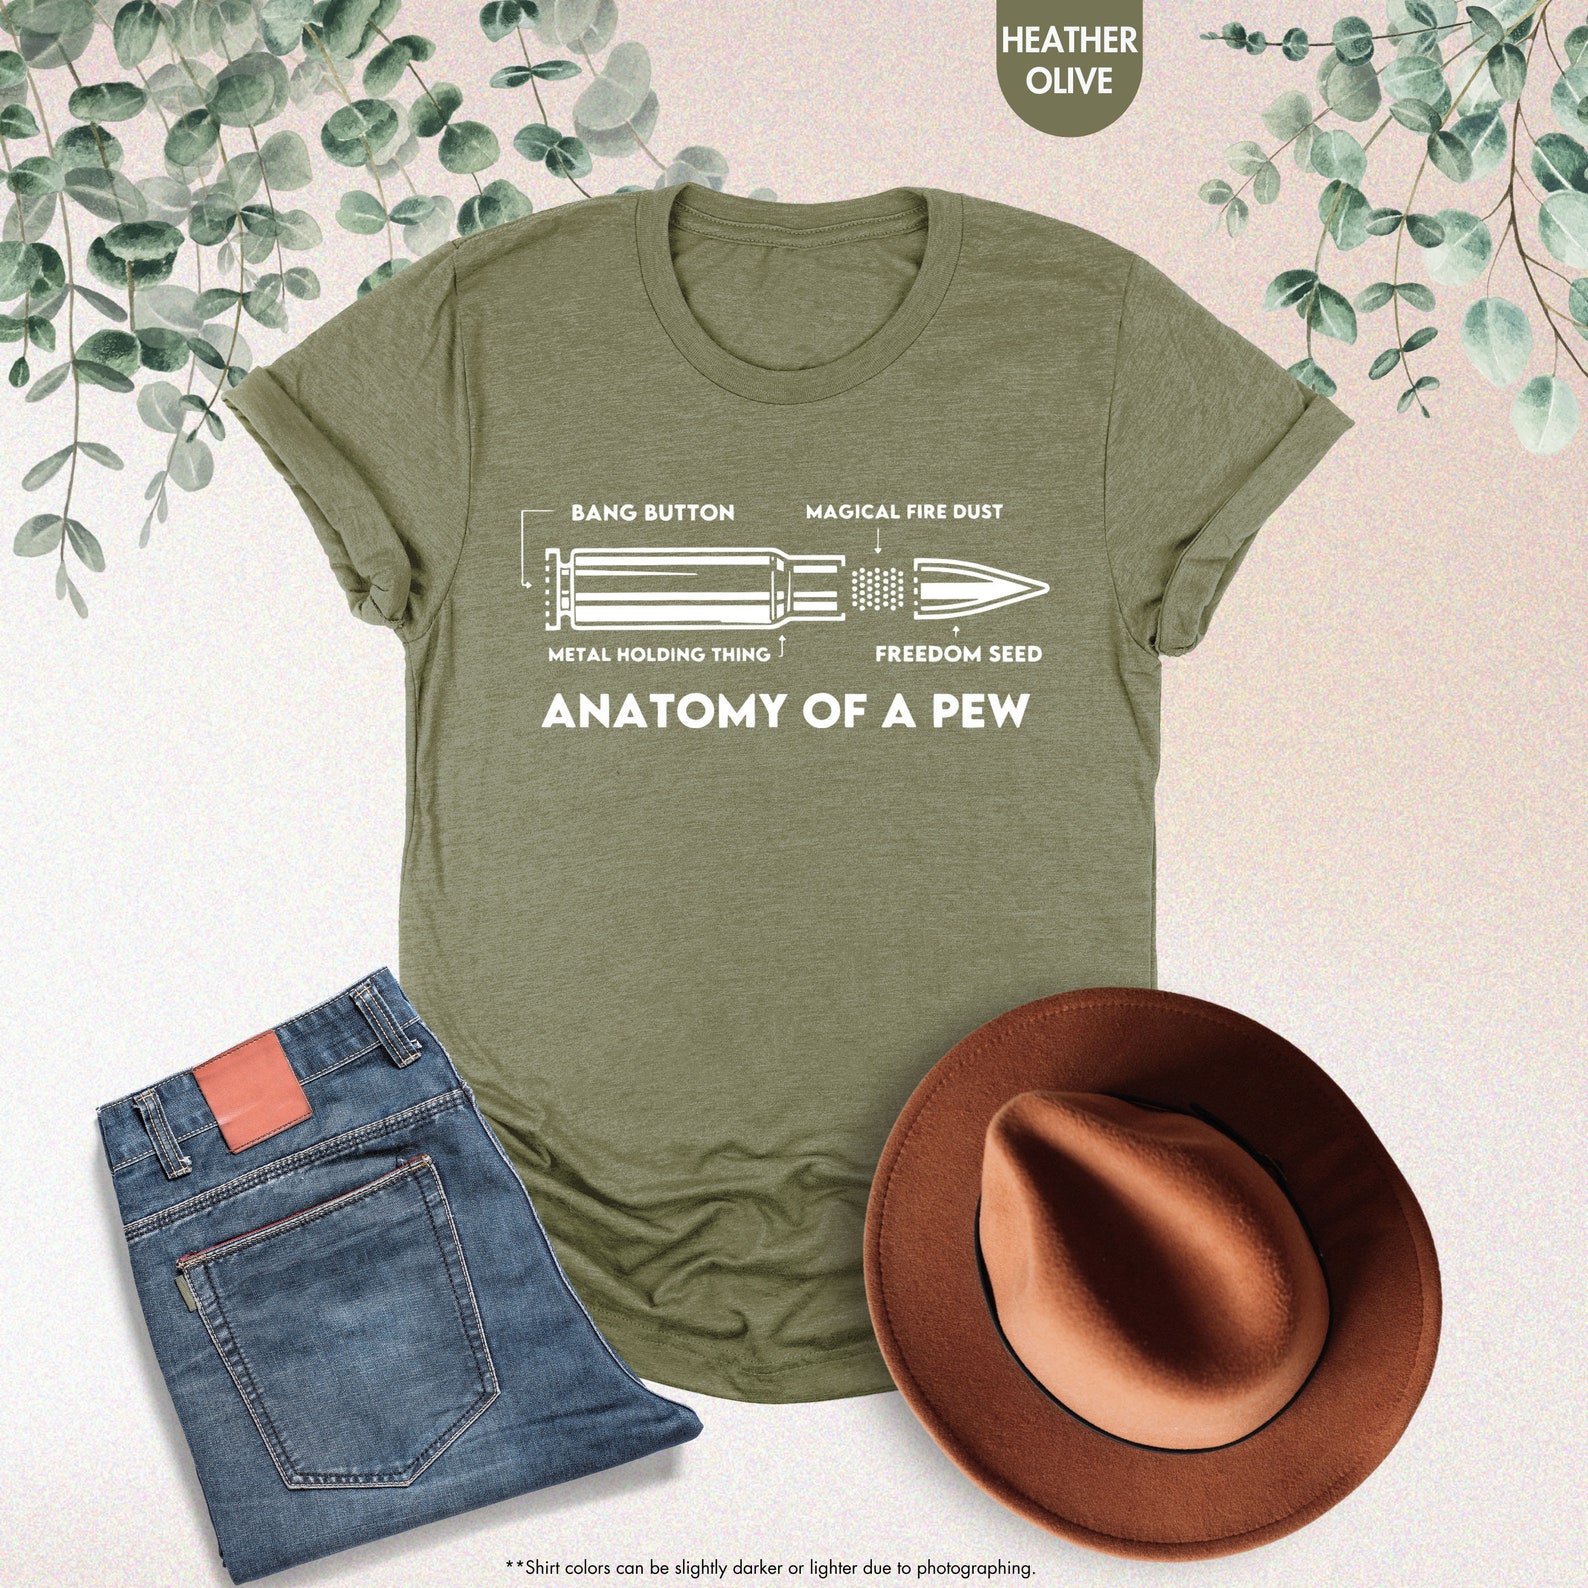 HEATHER
OLIVE
BANG BUTTON
MAGICAL FIRE DUST
METAL HOLDING THING
FREEDOM SEED
ANATOMY OF A PEW
**Shirt colors can be slightly darker or lighter due to photographing.